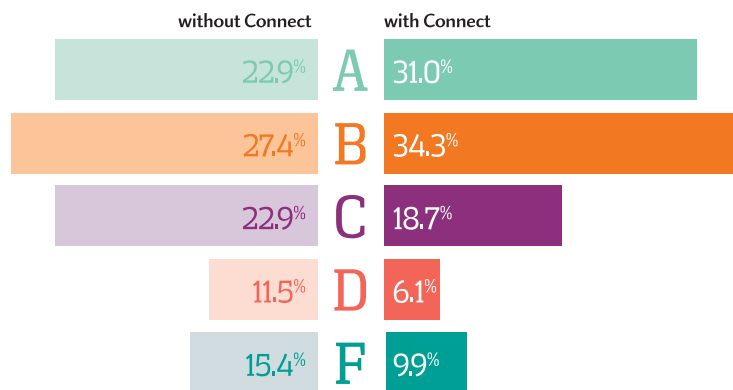 without Connect with Connect
22.9% A 31.0%
27.4% B 34.3%
22.9% C 18.7%
11.5% D 6.1%
15.4% F 9.9%